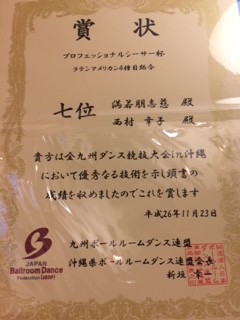 賞状
プロフェッショナルシーサー杯
ラテンアメリカン4種目総合
七位
殿
西村 幸子 殿
貴方は全九州ダンス競技大会in沖縄
において優秀なる技術を示し頭書の
成績を収めましたのでこれを賞します
平成26年11月23日
B
JAPAN
Ballroom Dance
Federation (JBDF)
九州ボールルームダンス連盟
沖縄県ボールルームダンス連盟会長
新垣